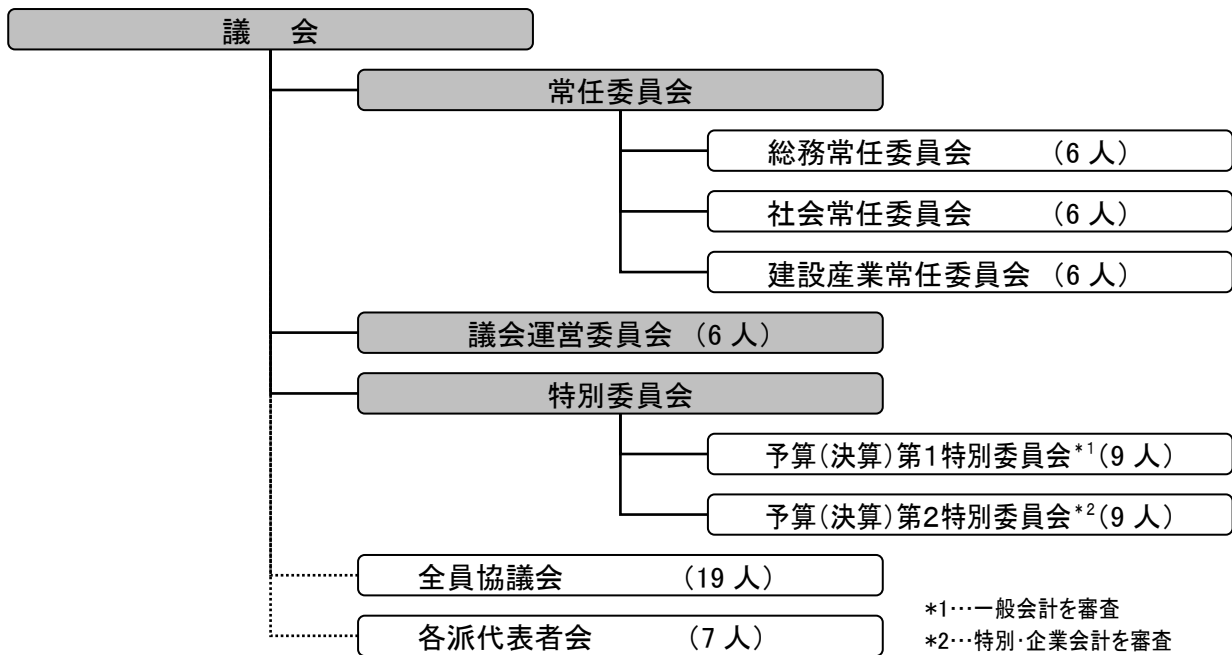 議　会
常任委員会
総務常任委員会　（6 人）
社会常任委員会　（6 人）
建設産業常任委員会 （6 人）
議会運営委員会 （6 人）
特別委員会
予算（決算）第1特別委員会*1（9 人）
予算（決算）第2特別委員会*2（9 人）
全員協議会　（19 人）
各派代表者会　（7 人）
*1…一般会計を審査
*2…特別・企業会計を審査